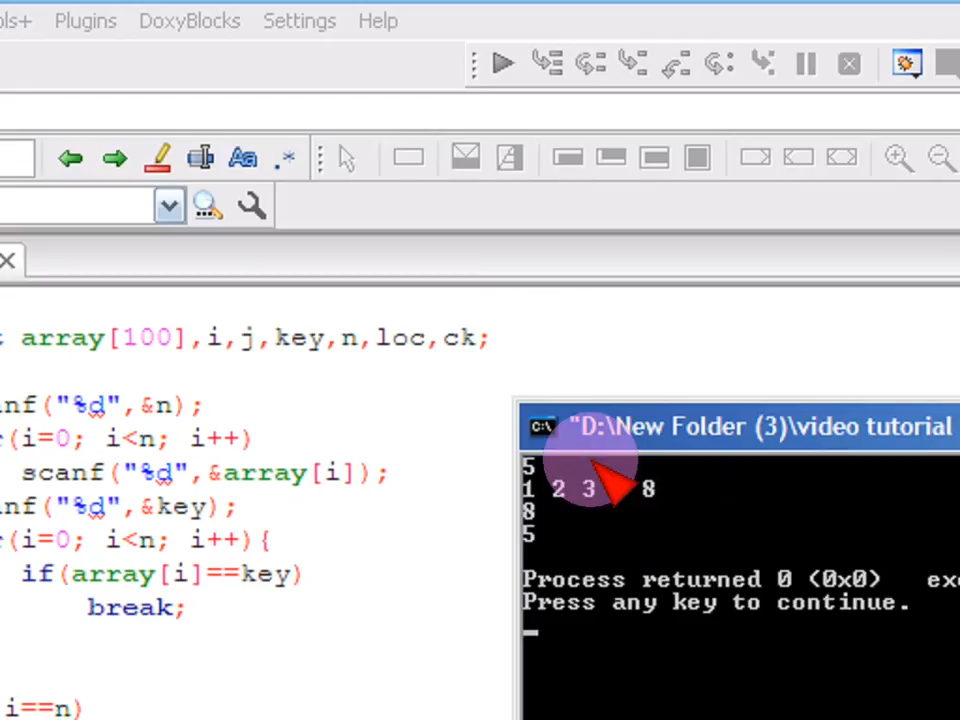 ols+ Plugins DoxyBlocks Settings Help
array[100],i,j,key,n,loc,ck;
anf("%d",&n);
r(i=0; i<n; i++)
scanf("%d",&array[i]);
anf("%d",&key);
r(i=0; i<n; i++){
if(array[i]==key)
break;
i==n)
"D:\New Folder (3)\video tutorial
5
1 2 3 8
8
5
Process returned 0 (0x0) exe
Press any key to continue.